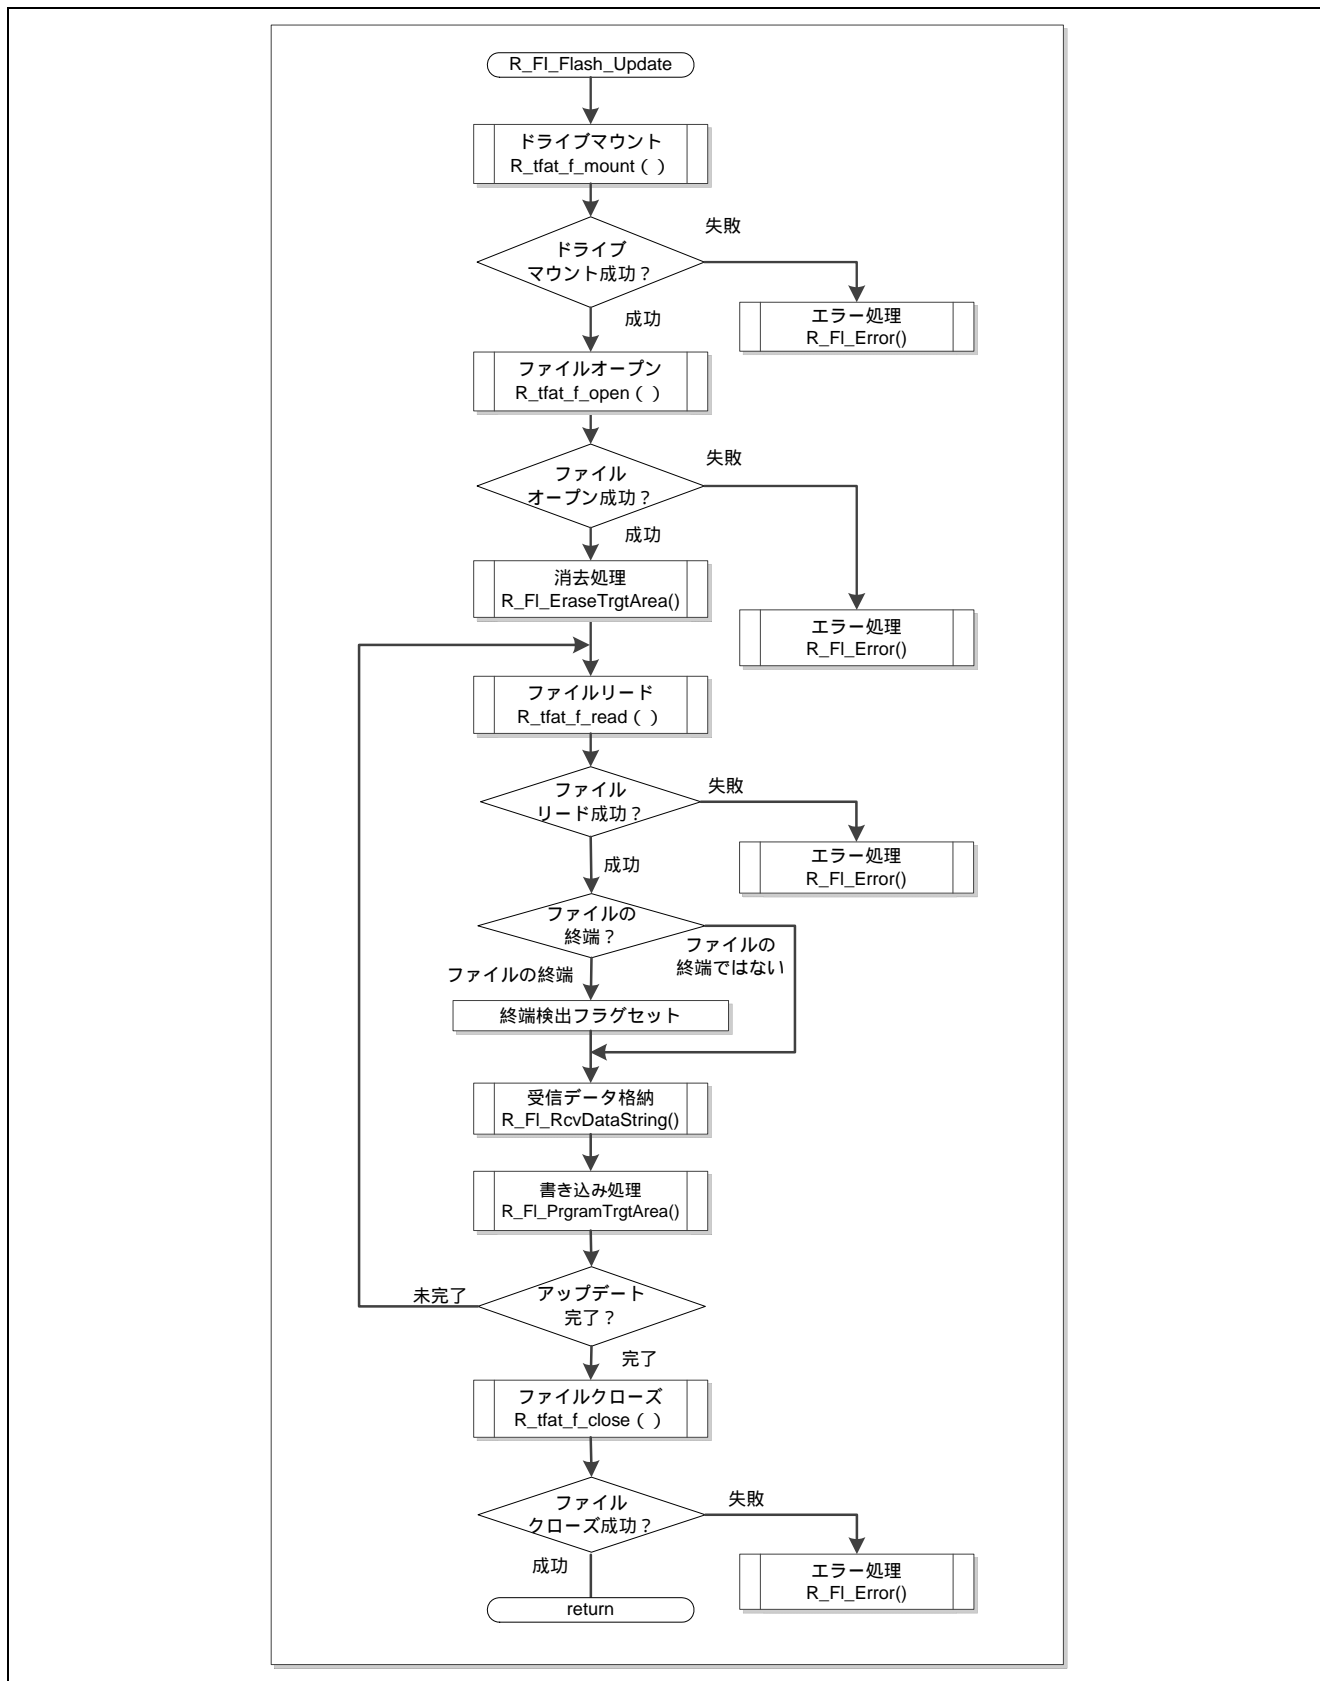 R_Fl_Flash_Update
ドライブマウント
R_tfat_f_mount ( )
失敗
ドライブ
マウント成功？
エラー処理
R_Fl_Error()
成功
ファイルオープン
R_tfat_f_open ( )
失敗
ファイル
オープン成功？
成功
消去処理
R_Fl_EraseTrgtArea()
エラー処理
R_Fl_Error()
ファイルリード
R_tfat_f_read ( )
失敗
ファイル
リード成功？
エラー処理
R_Fl_Error()
成功
ファイルの
終端？
ファイルの
終端ではない
ファイルの終端
終端検出フラグセット
受信データ格納
R_Fl_RcvDataString()
書き込み処理
R_Fl_PrgramTrgtArea()
未完了
アップデート
完了？
完了
ファイルクローズ
R_tfat_f_close ( )
失敗
ファイル
クローズ成功？
成功
エラー処理
R_Fl_Error()
return